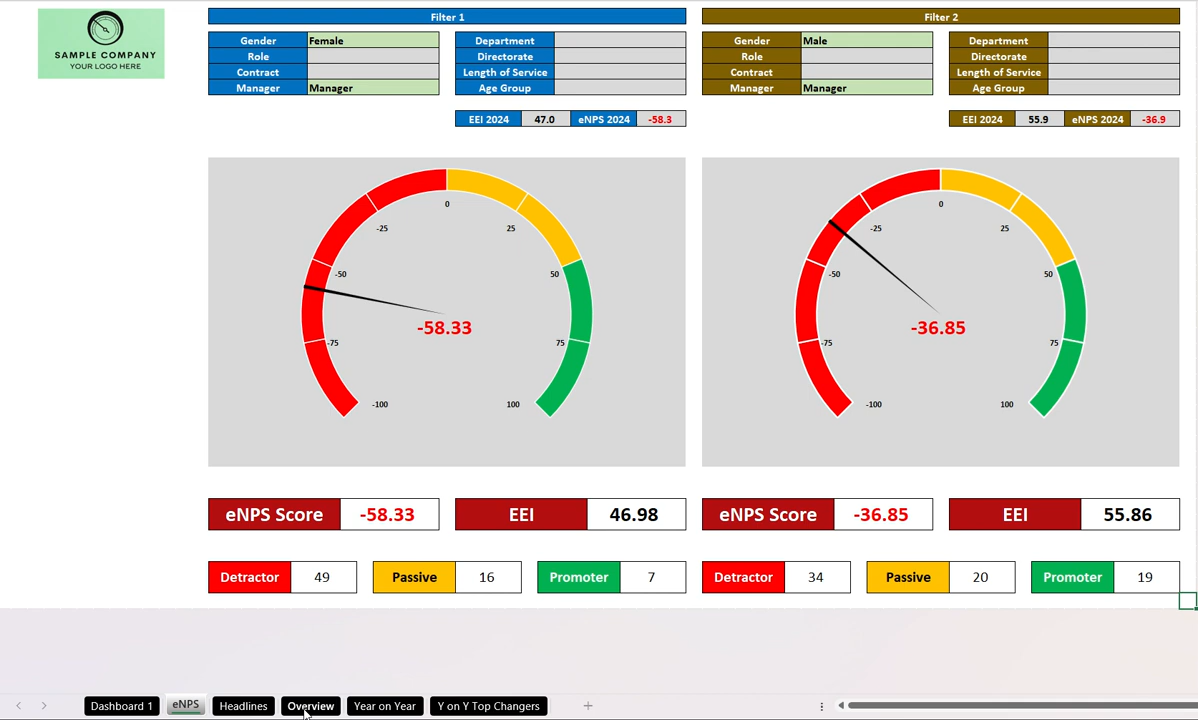 SAMPLE COMPANY
YOUR LOGO HERE
Filter 1
Gender Female
Role
Contract
Manager Manager
Department
Directorate
Length of Service
Age Group
EEI 2024 47.0 eNPS 2024 -58.3
Filter 2
Gender Male
Role
Contract
Manager Manager
Department
Directorate
Length of Service
Age Group
EEI 2024 55.9 eNPS 2024 -36.9
0
-25 25
-50 50
-58.33
-75 75
-100 100
0
-25 25
-50 50
-36.85
-75 75
-100 100
eNPS Score -58.33 EEI 46.98
eNPS Score -36.85 EEI 55.86
Detractor 49 Passive 16 Promoter 7
Detractor 34 Passive 20 Promoter 19
Dashboard 1 eNPS Headlines Overview Year on Year Y on Y Top Changers